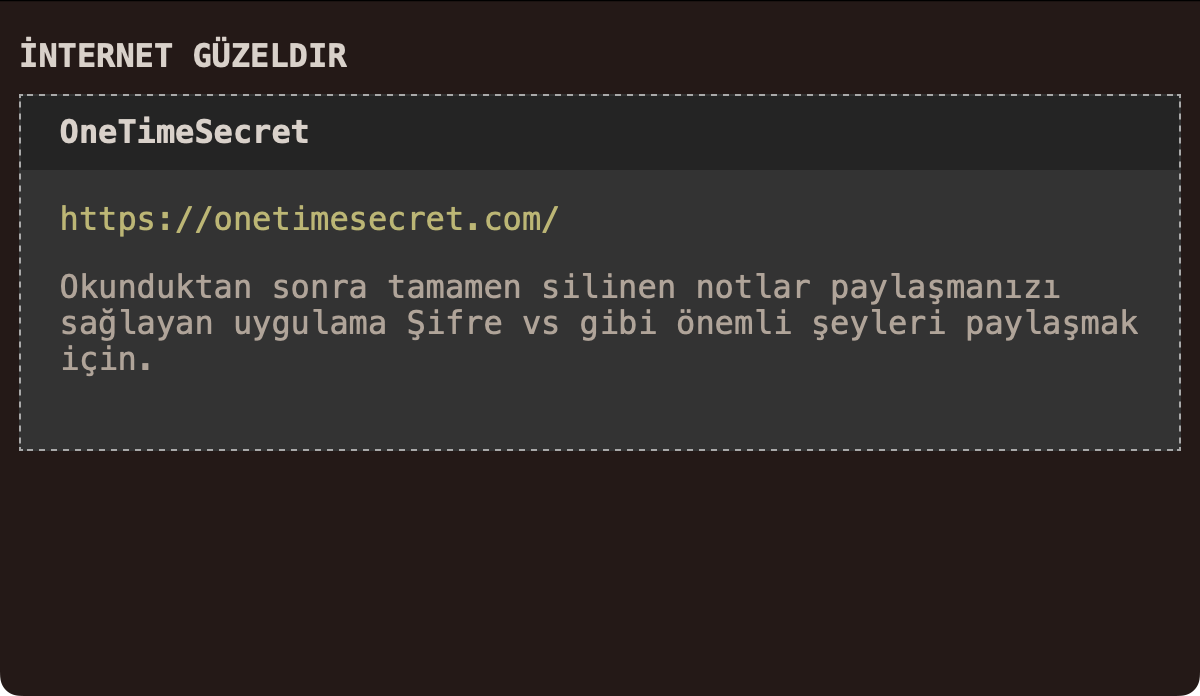 İNTERNET GÜZELDIR
OneTimeSecret
https://onetimesecret.com/
Okunduktan sonra tamamen silinen notlar paylaşmanızı
sağlayan uygulama Şifre vs gibi önemli şeyleri paylaşmak
için.